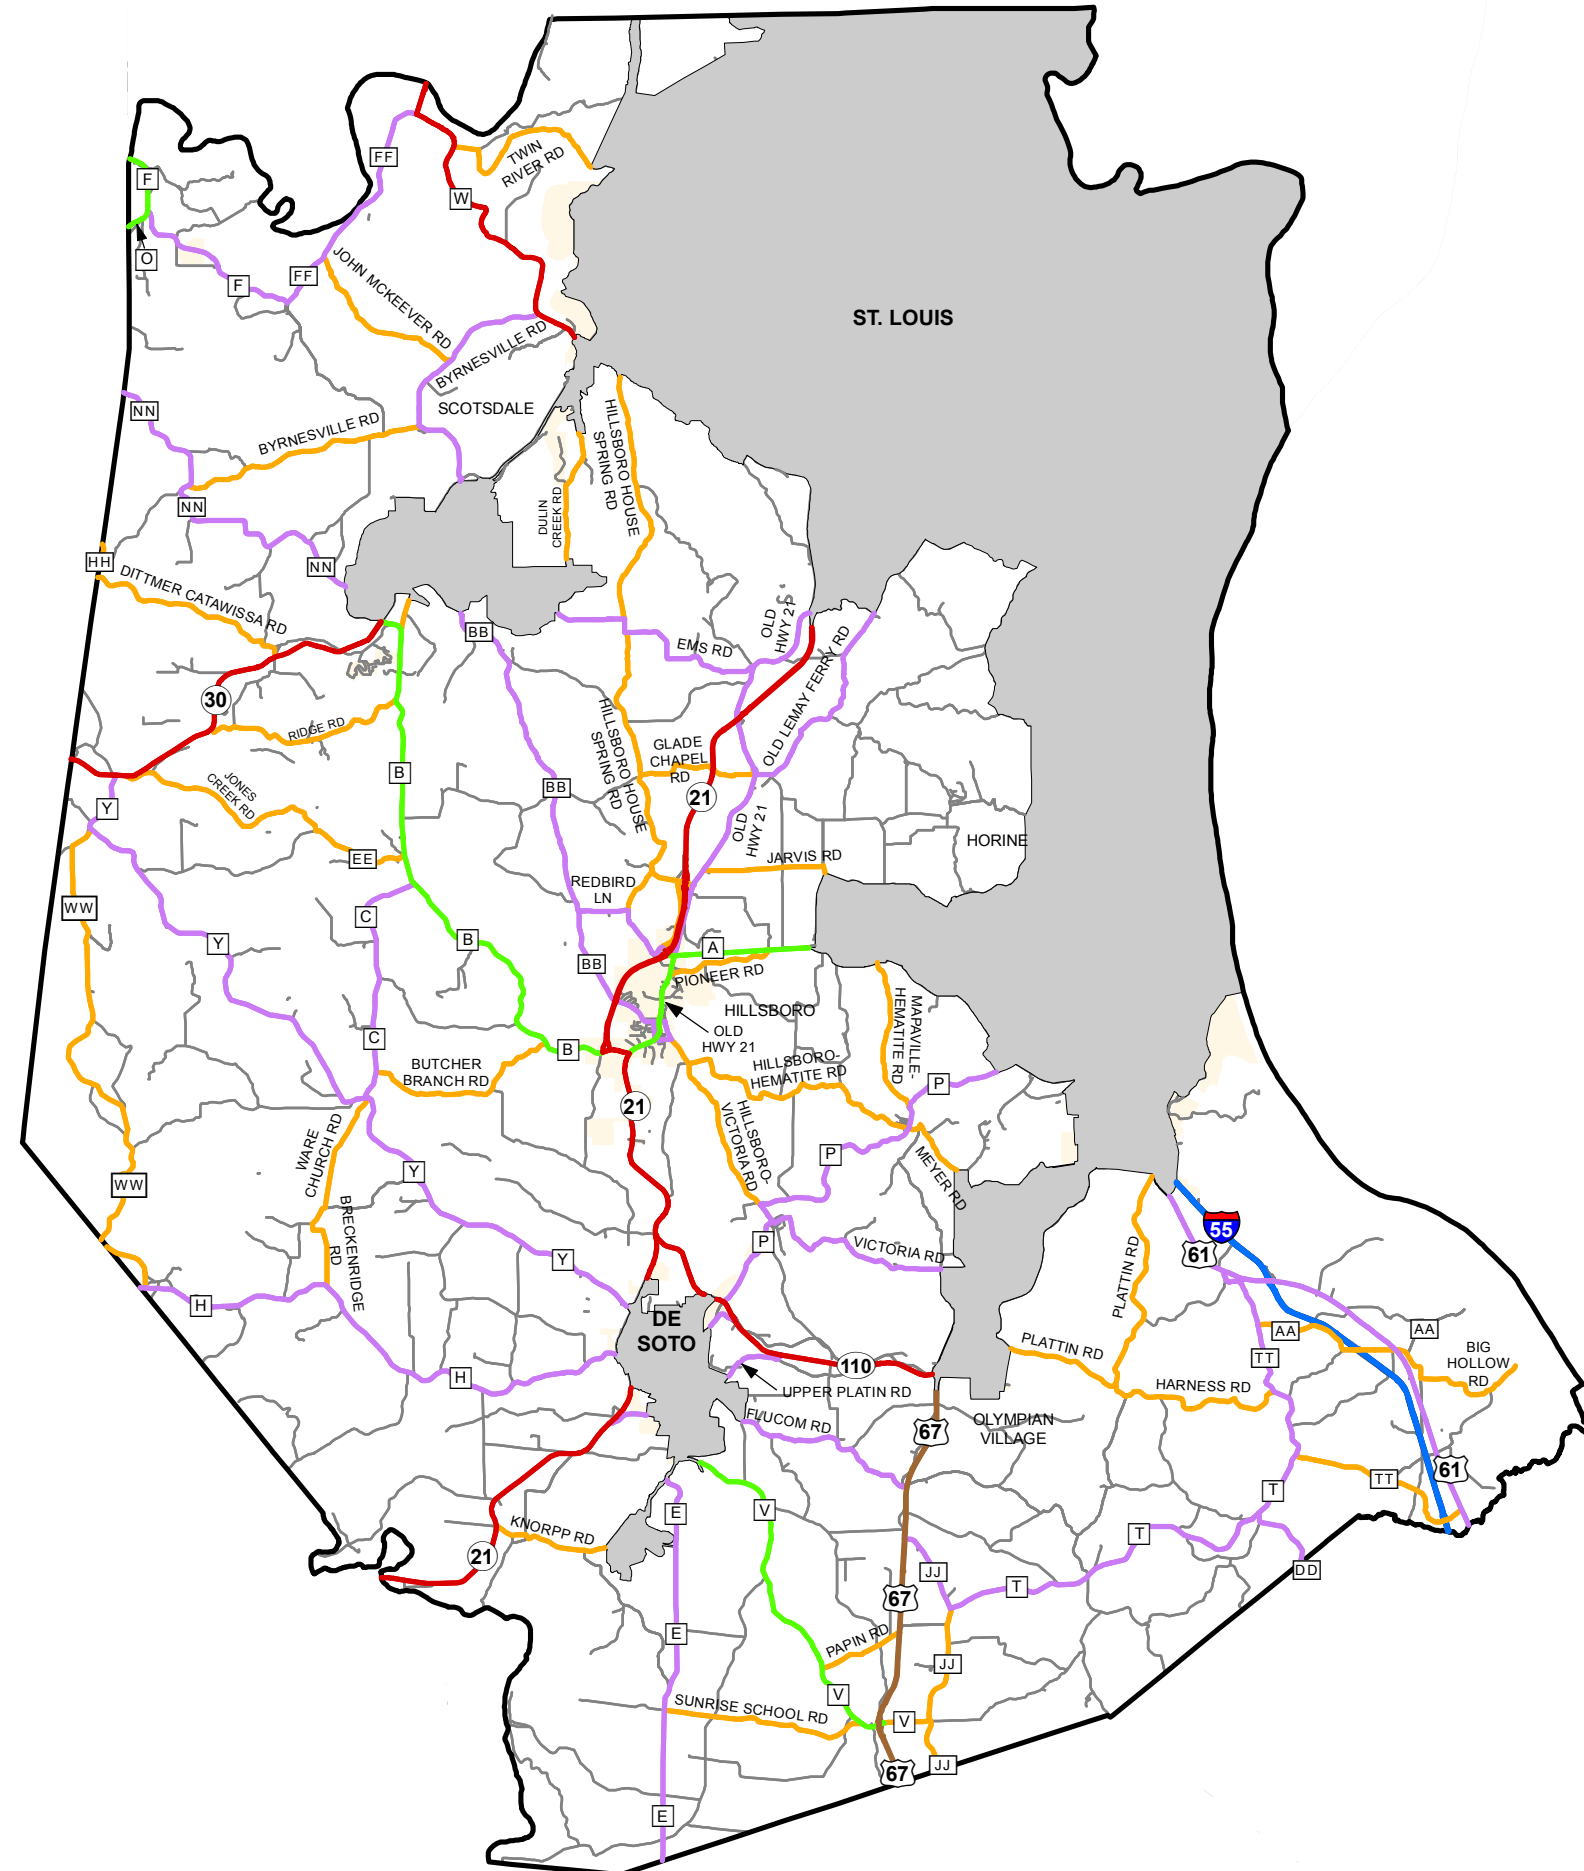 FF
TWIN
RIVER RD
F
W
O
FF
F
JOHN MCKEEVER RD
ST. LOUIS
BYRNESVILLE RD
NN
SCOTSDALE
BYRNESVILLE RD
HILLSBORO HOUSE
SPRING RD
NN
DULIN
CREEK RD
HH
NN
DITTMER CATAWISSA RD
BB
OLD
HWY 21
EMS RD
OLD LEMAY FERRY RD
30
RIDGE RD
HILLSBORO HOUSE
SPRING RD
GLADE
CHAPEL
RD
B
JONES
CREEK RD
BB
21
Y
OLD
HWY 21
HORINE
EE
JARVIS RD
REDBIRD
LN
WW
C
Y
B
A
BB
PIONEER RD
HILLSBORO
MAPAVILLE-
HEMATITE RD
OLD
HWY 21
C
B
BUTCHER
BRANCH RD
HILLSBORO-
HEMATITE RD
P
21
HILLSBORO-
VICTORIA RD
WARE
CHURCH RD
P
MEYER RD
Y
WW
BRECKENRIDGE
RD
P
VICTORIA RD
PLATTIN RD
55
61
Y
H
DE
SOTO
AA
AA
PLATTIN RD
BIG
HOLLOW
RD
TT
110
H
UPPER PLATIN RD
HARNESS RD
FLUCOM RD
OLYMPIAN
VILLAGE
67
61
TT
T
E
V
KNORPP RD
T
21
JJ
DD
T
67
E
PAPIN RD
JJ
V
SUNRISE SCHOOL RD
V
JJ
67
E